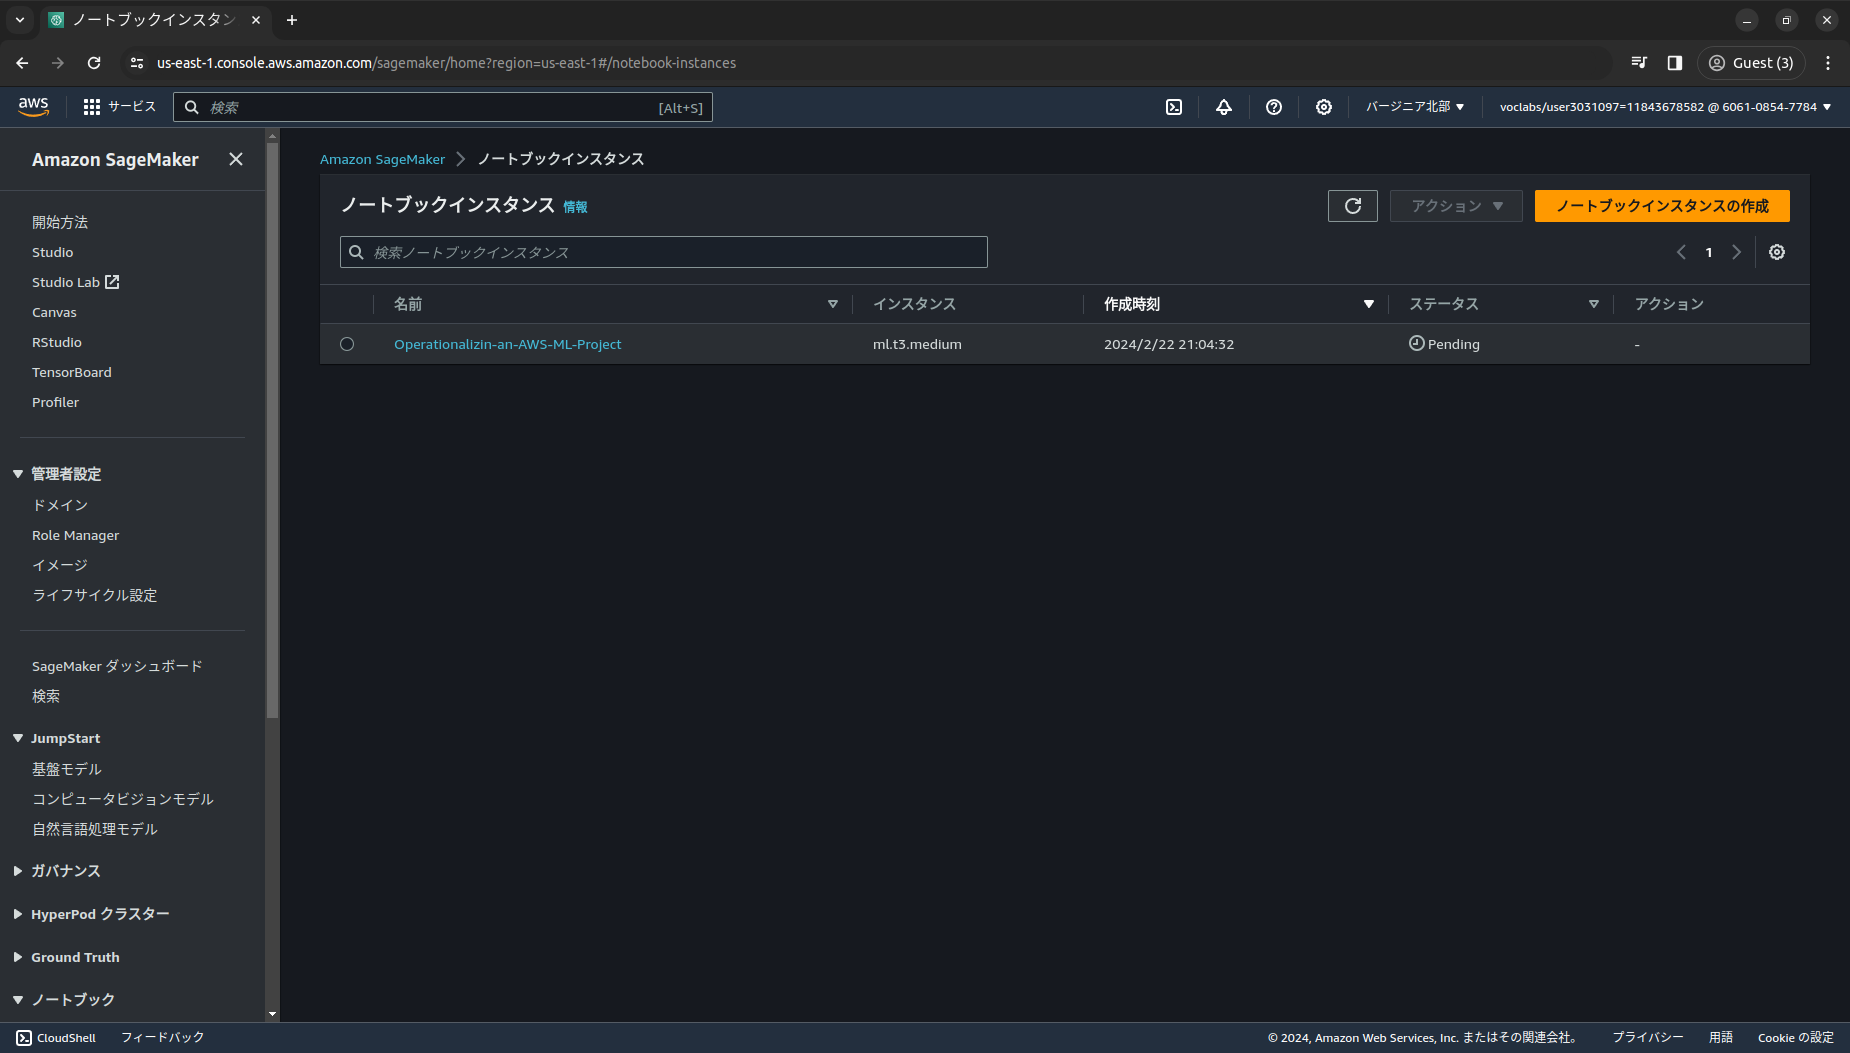 ノートブックインスタン
us-east-1.console.aws.amazon.com/sagemaker/home?region=us-east-1#/notebook-instances
Guest (3)
aws
サービス
検索
[Alt+S]
バージニア北部
voclabs/user3031097=11843678582 @ 6061-0854-7784
Amazon SageMaker
開始方法
Studio
Studio Lab
Canvas
RStudio
TensorBoard
Profiler
管理者設定
ドメイン
Role Manager
イメージ
ライフサイクル設定
SageMaker ダッシュボード
検索
JumpStart
基盤モデル
コンピュータビジョンモデル
自然言語処理モデル
ガバナンス
HyperPod クラスター
Ground Truth
ノートブック
Amazon SageMaker
ノートブックインスタンス
ノートブックインスタンス 情報
アクション
ノートブックインスタンスの作成
検索ノートブックインスタンス
1
名前
インスタンス
作成時刻
ステータス
アクション
Operationalizin-an-AWS-ML-Project
ml.t3.medium
2024/2/22 21:04:32
Pending
-
CloudShell
フィードバック
© 2024, Amazon Web Services, Inc. またはその関連会社。
プライバシー
用語
Cookie の設定